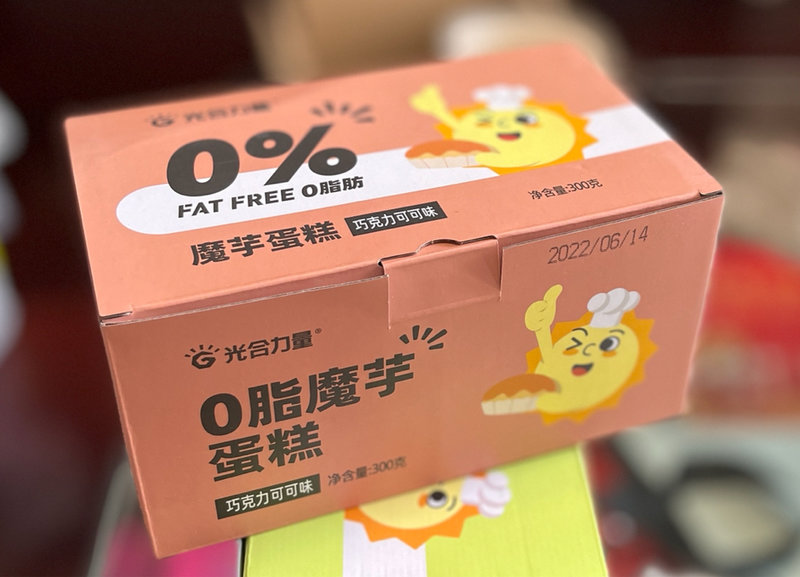 光合力量
0%
FAT FREE 0脂肪
魔芋蛋糕 巧克力可可味
净含量:300克
2022/06/14
光合力量®
0脂魔芋
蛋糕
巧克力可可味 净含量:300克